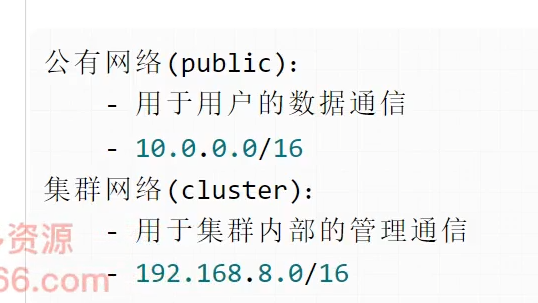 公有网络(public):
- 用于用户的数据通信
- 10.0.0.0/16
集群网络(cluster):
- 用于集群内部的管理通信
资源
- 192.168.8.0/16
66.com